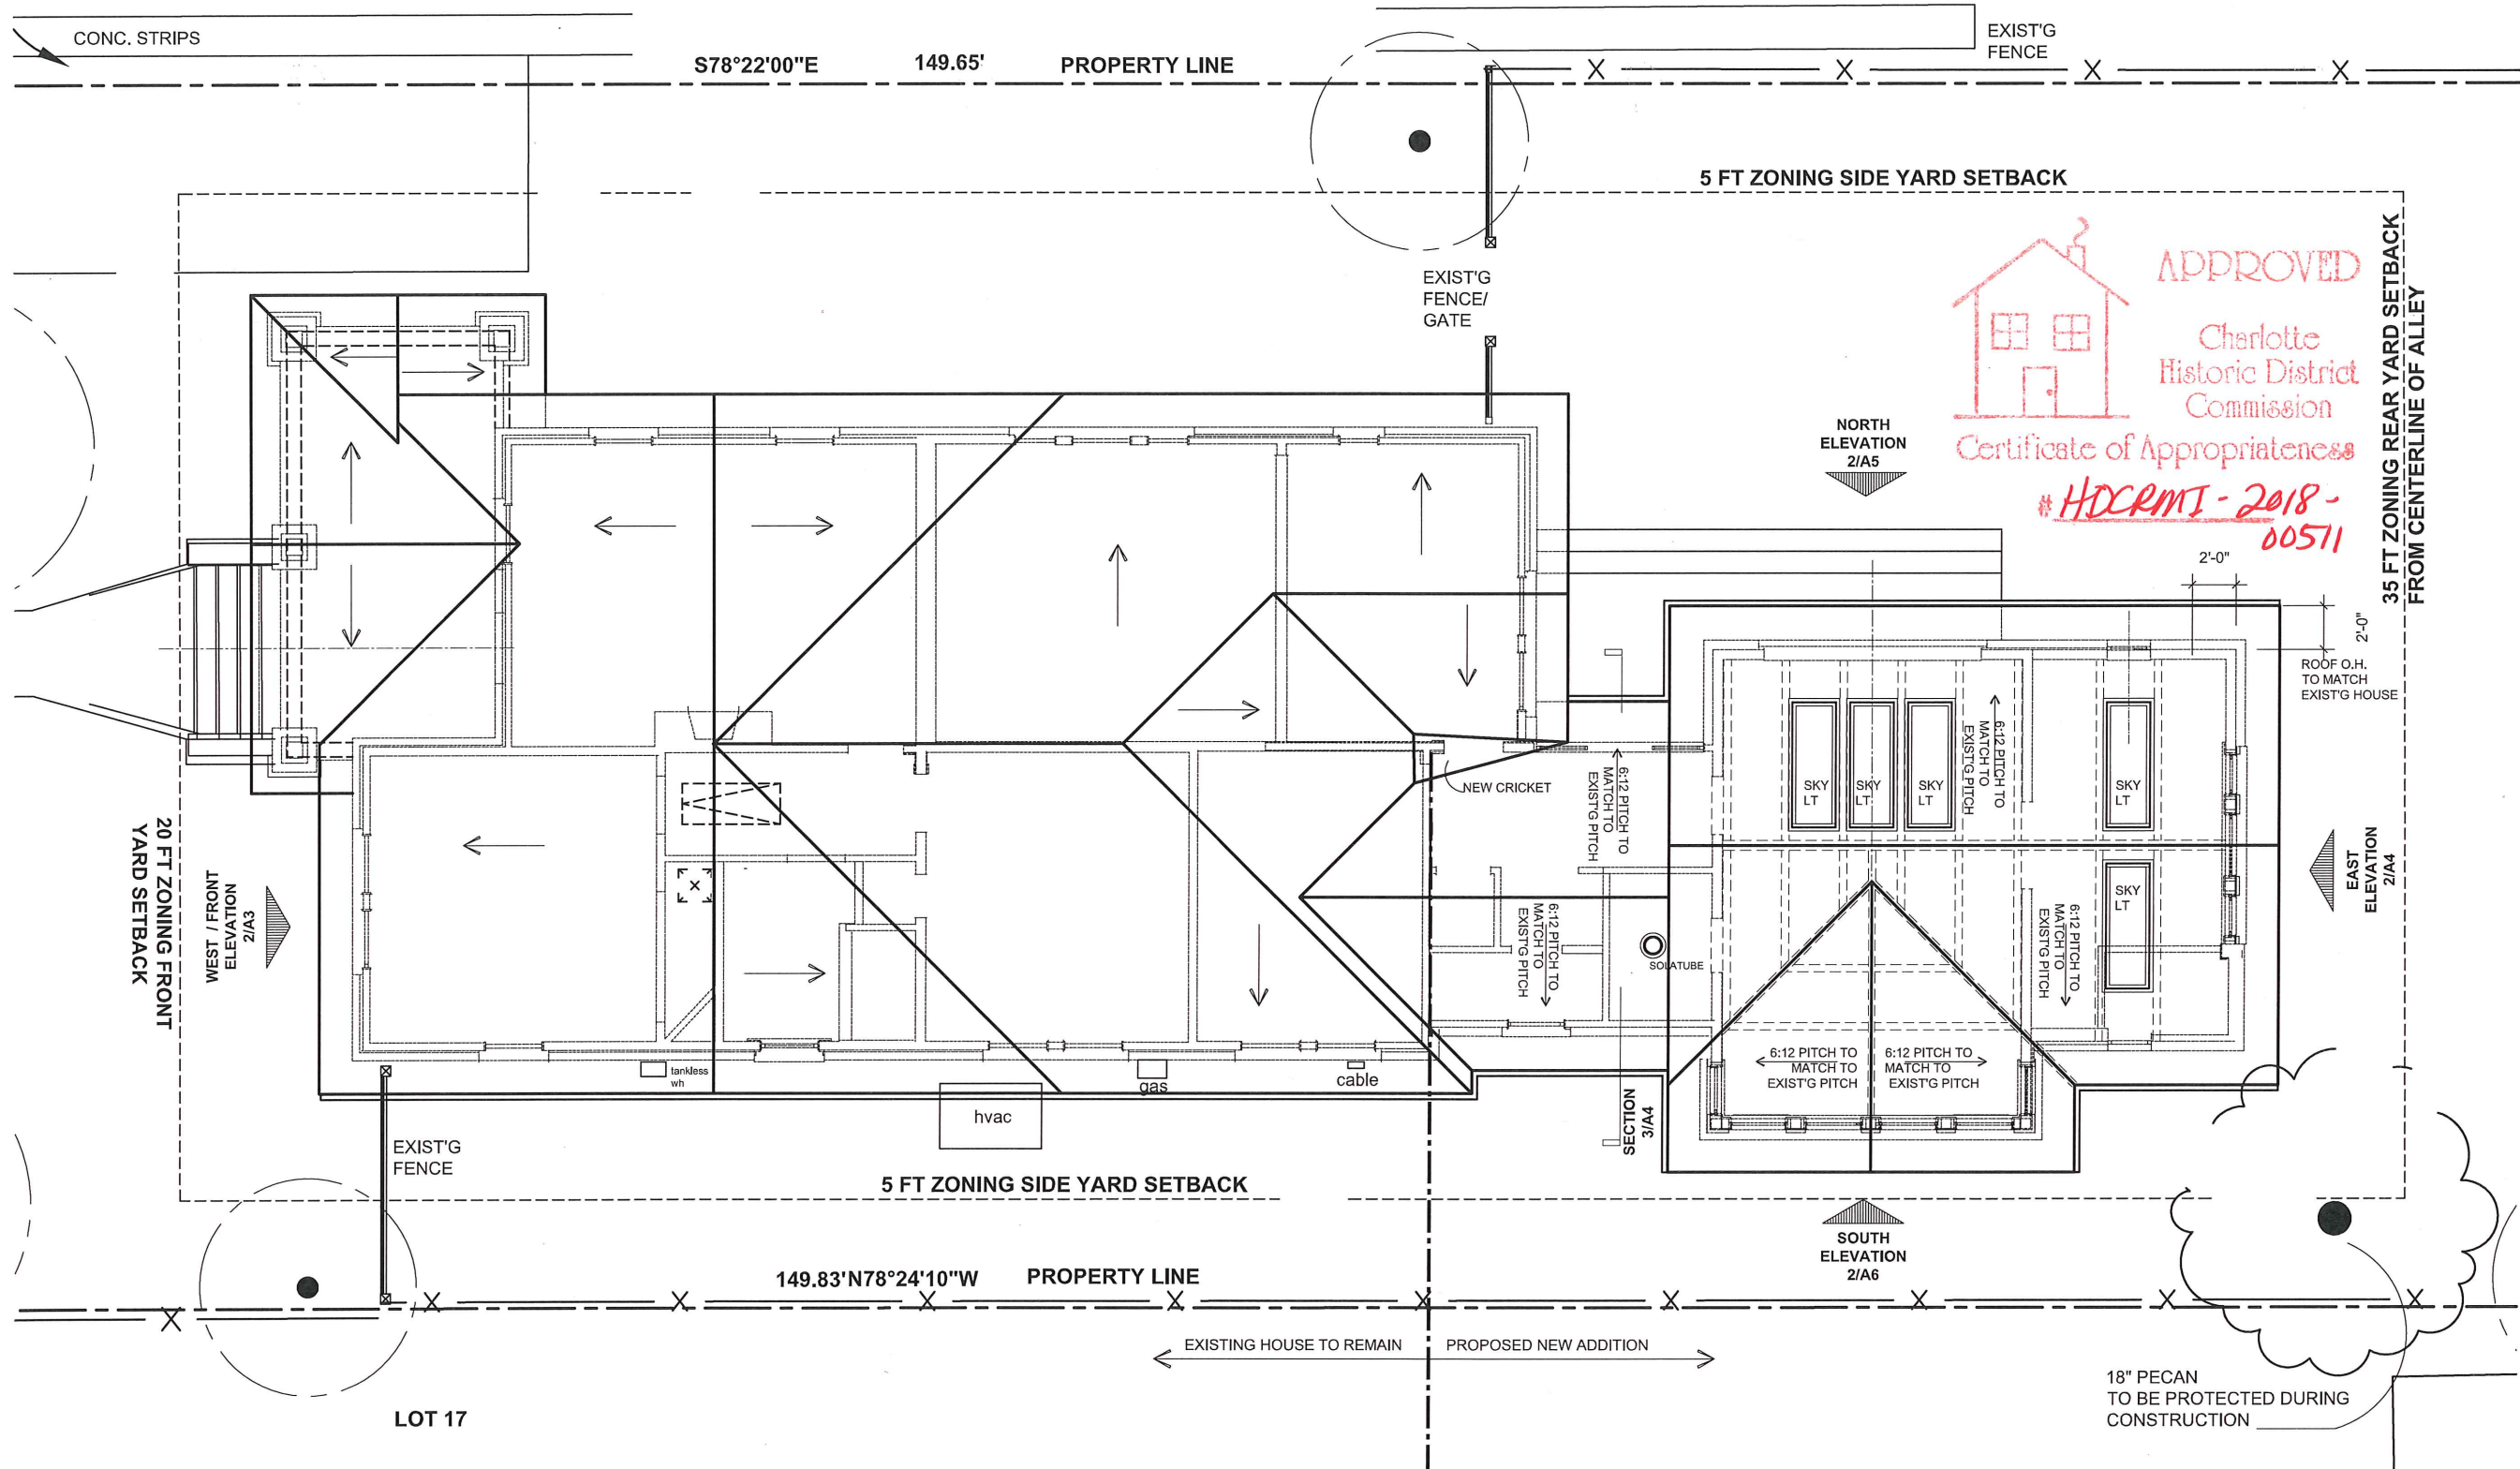 CONC. STRIPS
S78°22'00"E 149.65' PROPERTY LINE
EXIST'G
FENCE
X X X X
5 FT ZONING SIDE YARD SETBACK
35 FT ZONING REAR YARD SETBACK
FROM CENTERLINE OF ALLEY
APPROVED
Charlotte
Historic District
Commission
Certificate of Appropriateness
# HDCRMI-2018-
00511
EXIST'G
FENCE/
GATE
NORTH
ELEVATION
2/A5
2'-0"
2'-0"
ROOF O.H.
TO MATCH
EXIST'G HOUSE
20 FT ZONING FRONT
YARD SETBACK
WEST / FRONT
ELEVATION
2/A3
X
NEW CRICKET
6:12 PITCH TO
MATCH TO
EXIST'G PITCH
6:12 PITCH TO
MATCH TO
EXIST'G PITCH
SKY
LT
SKY
LT
SKY
LT
6:12 PITCH TO
MATCH TO
EXIST'G PITCH
SKY
LT
SKY
LT
6:12 PITCH TO
MATCH TO
EXIST'G PITCH
EAST
ELEVATION
2/A4
SOLATUBE
6:12 PITCH TO
MATCH TO
EXIST'G PITCH
6:12 PITCH TO
MATCH TO
EXIST'G PITCH
tankless
wh
hvac
gas
cable
SECTION
3/A4
EXIST'G
FENCE
5 FT ZONING SIDE YARD SETBACK
SOUTH
ELEVATION
2/A6
149.83'N78°24'10"W PROPERTY LINE
X X X X X X X X X X
EXISTING HOUSE TO REMAIN
PROPOSED NEW ADDITION
LOT 17
18" PECAN
TO BE PROTECTED DURING
CONSTRUCTION